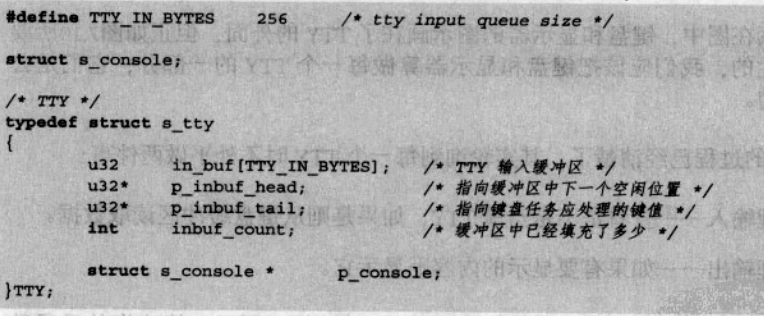 #define TTY_IN_BYTES 256 /* tty input queue size */
struct s_console;
/* TTY */
typedef struct s_tty
{
u32 in_buf[TTY_IN_BYTES]; /* TTY 输入缓冲区 */
u32* p_inbuf_head; /* 指向缓冲区中下一个空闲位置 */
u32* p_inbuf_tail; /* 指向键盘任务应处理的键值 */
int inbuf_count; /* 缓冲区中已经填充了多少 */
struct s_console * p_console;
}TTY;